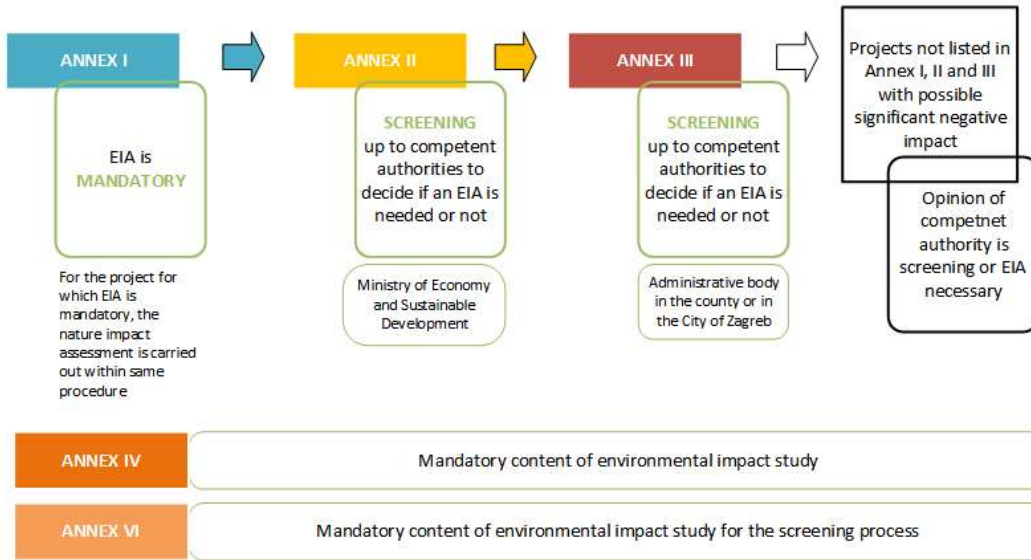 ANNEX I
EIA is
MANDATORY
For the project for
which EIA is
mandatory, the
nature impact
assessment is carried
out within same
procedure
ANNEX II
SCREENING
up to competent
authorities to
decide if an EIA is
needed or not
Ministry of Economy
and Sustainable
Development
ANNEX III
SCREENING
up to competent
authorities to
decide if an EIA is
needed or not
Administrative body
in the county or in
the City of Zagreb
Projects not listed in
Annex I, II and III
with possible
significant negative
impact
Opinion of
competnet
authority is
screening or EIA
necessary
ANNEX IV
Mandatory content of environmental impact study
ANNEX VI
Mandatory content of environmental impact study for the screening process